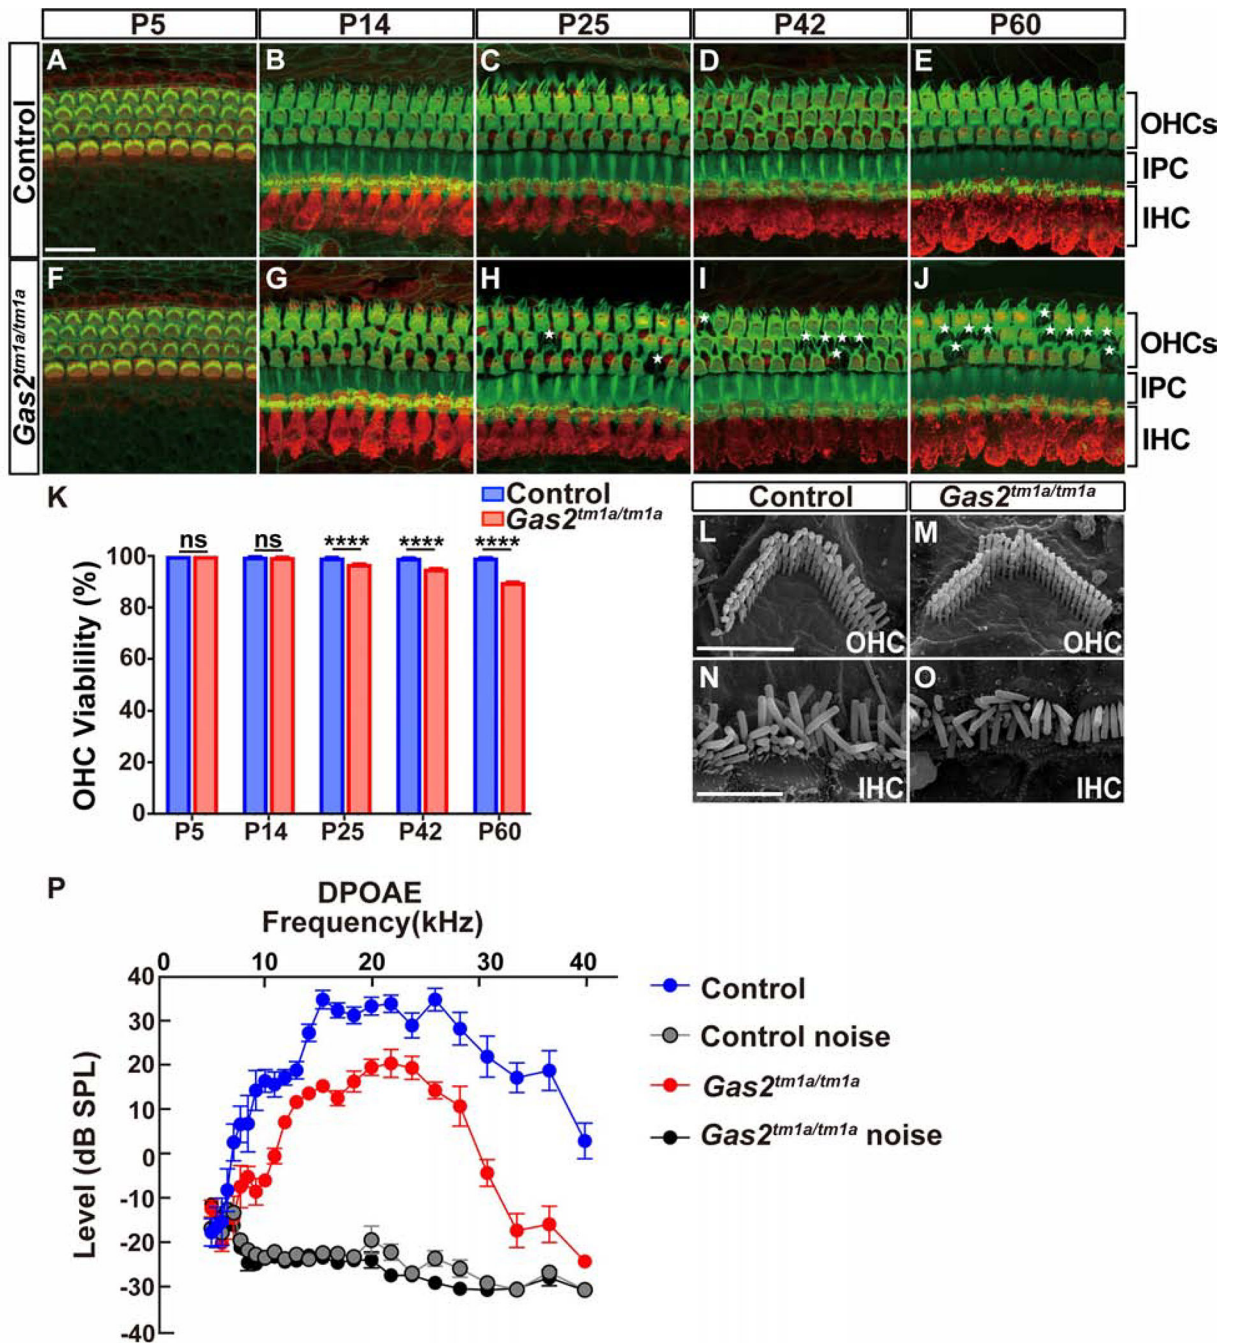 P5 P14 P25 P42 P60
Control
A B C D E
OHCs
IPC
IHC
Gas2tm1a/tm1a
F G H I J
OHCs
IPC
IHC
K
Control
Gas2tm1a/tm1a
ns ns **** **** ****
OHC Viability (%)
100
80
60
40
20
0
P5 P14 P25 P42 P60
Control Gas2tm1a/tm1a
L OHC M OHC
N IHC O IHC
P
DPOAE
Frequency(kHz)
0 10 20 30 40
Level (dB SPL)
40
30
20
10
0
-10
-20
-30
-40
Control
Control noise
Gas2tm1a/tm1a
Gas2tm1a/tm1a noise